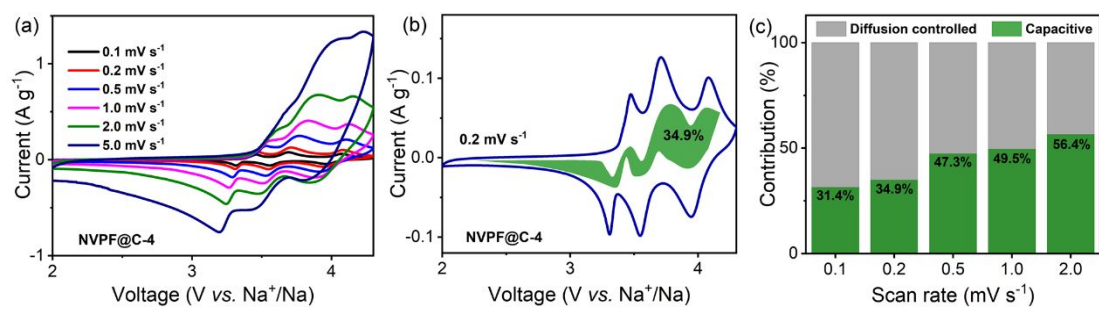 (a)
0.1 mV s⁻¹
0.2 mV s⁻¹
0.5 mV s⁻¹
1.0 mV s⁻¹
2.0 mV s⁻¹
5.0 mV s⁻¹
NVPF@C-4
Current (A g⁻¹)
1
0
-1
2
3
4
Voltage (V vs. Na⁺/Na)
(b)
0.2 mV s⁻¹
34.9%
NVPF@C-4
Current (A g⁻¹)
0.1
0.0
-0.1
2
3
4
Voltage (V vs. Na⁺/Na)
(c)
Diffusion controlled
Capacitive
Contribution (%)
100
50
0
31.4%
34.9%
47.3%
49.5%
56.4%
0.1
0.2
0.5
1.0
2.0
Scan rate (mV s⁻¹)